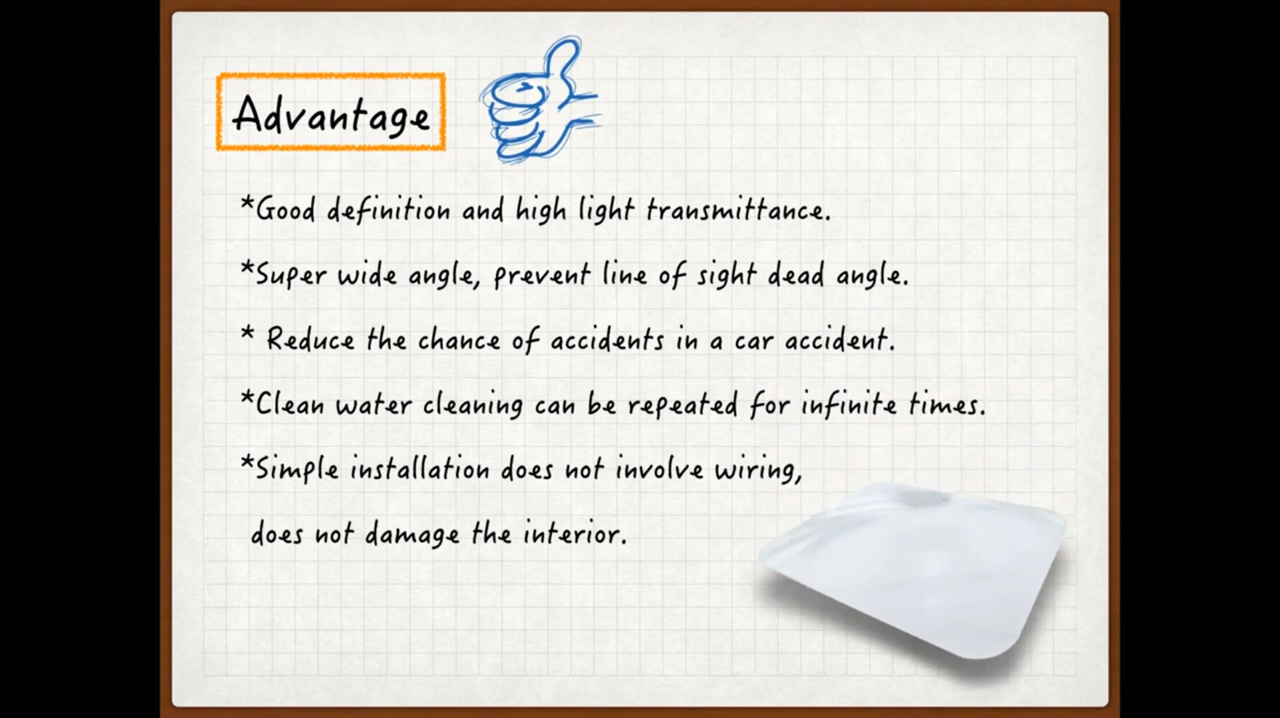 Advantage
*Good definition and high light transmittance.
*Super wide angle, prevent line of sight dead angle.
* Reduce the chance of accidents in a car accident.
*Clean water cleaning can be repeated for infinite times.
*Simple installation does not involve wiring,
does not damage the interior.